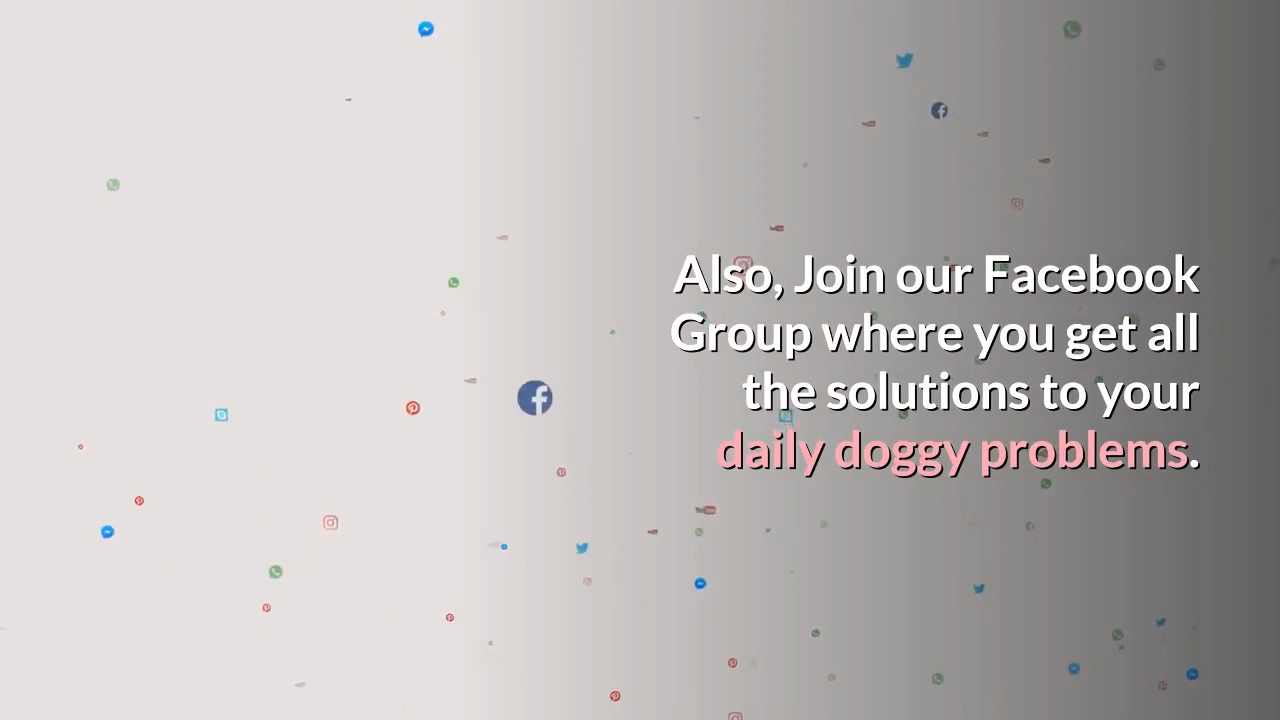 Also, Join our Facebook
Group where you get all
the solutions to your
daily doggy problems.